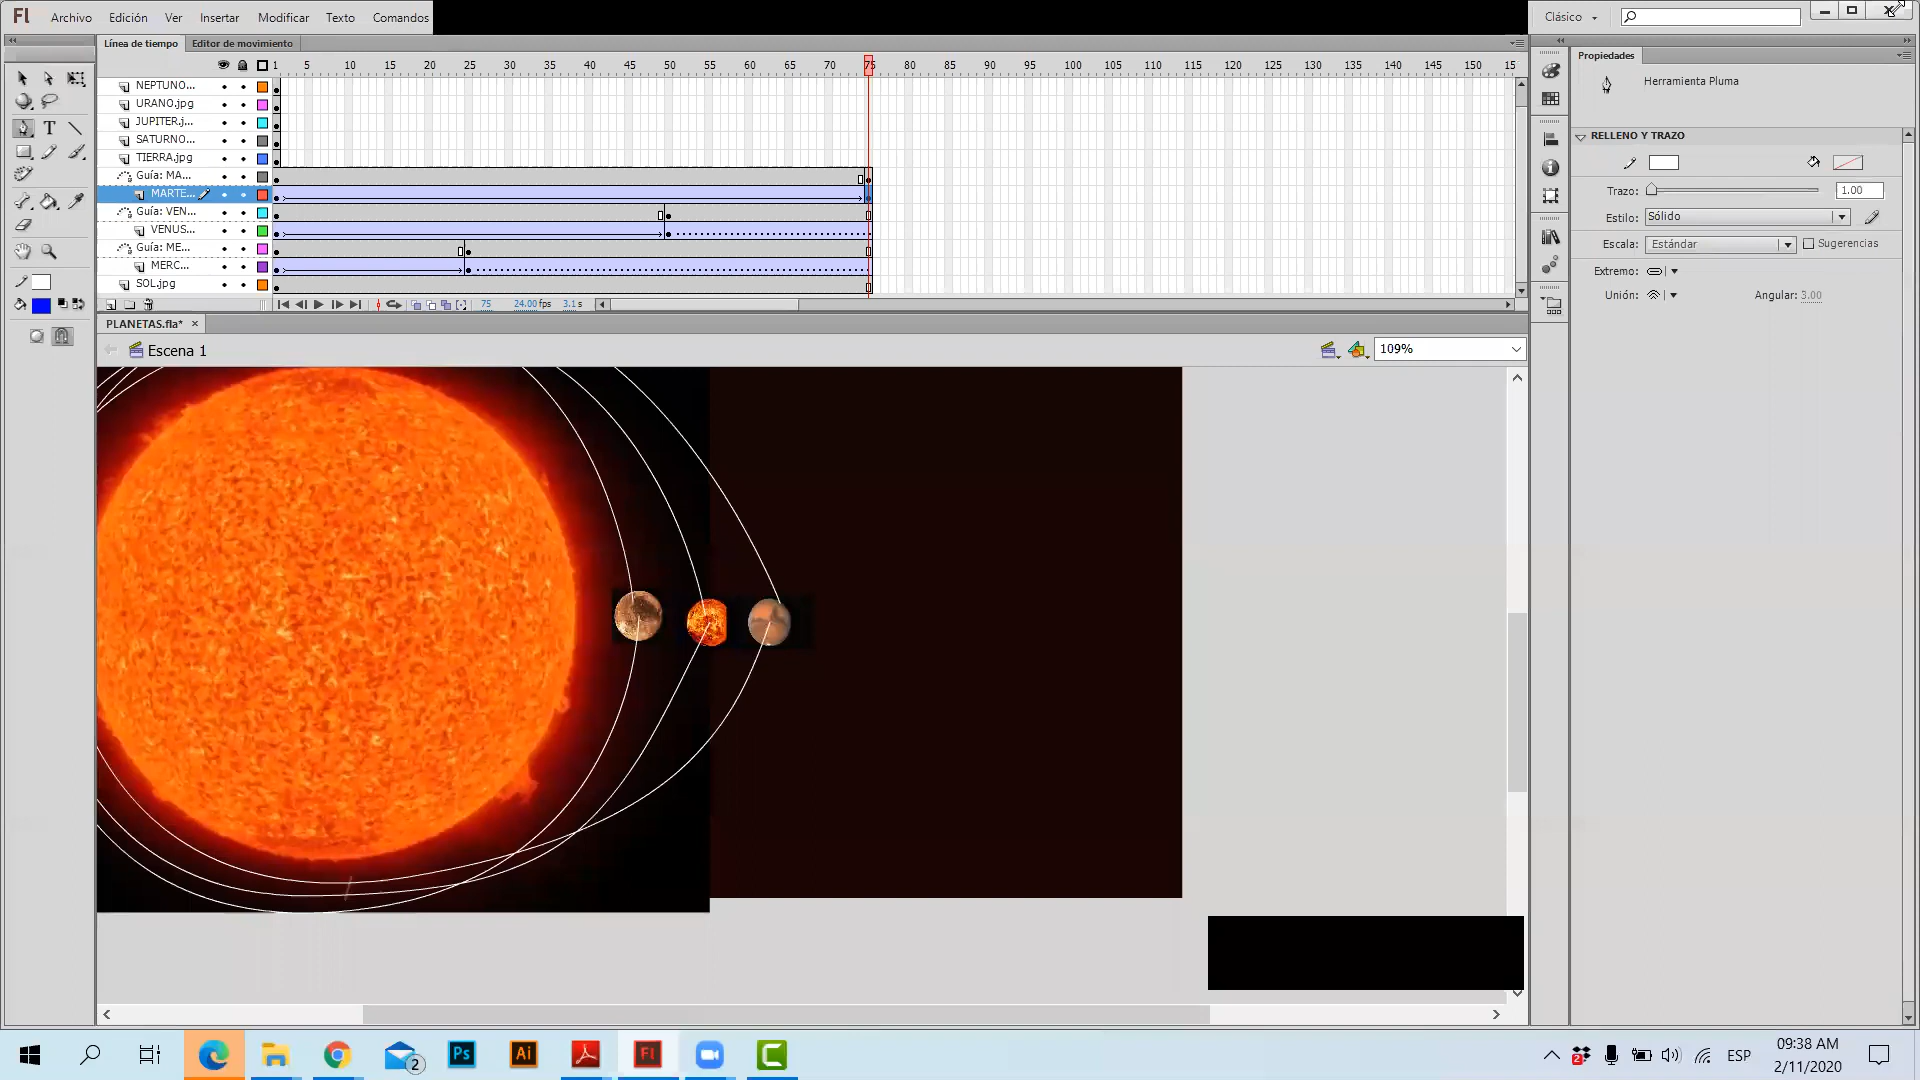 Fl Archivo Edición Ver Insertar Modificar Texto Comandos Clásico
Línea de tiempo Editor de movimiento
Propiedades
1 5 10 15 20 25 30 35 40 45 50 55 60 65 70 75 80 85 90 95 100 105 110 115 120 125 130 135 140 145 150 15
Herramienta Pluma
NEPTUNO...
URANO.jpg
JUPITER.j...
SATURNO...
TIERRA.jpg
Guía: MA...
MARTE...
Guía: VEN...
VENUS...
Guía: ME...
MERC...
SOL.jpg
75 24.00 fps 3.1 s
RELLENO Y TRAZO
Trazo: 1.00
Estilo: Sólido
Escala: Estándar Sugerencias
Extremo:
Unión: Angular: 3.00
PLANETAS.fla* ×
Escena 1
109%
2
Ps
Ai
Fl
2
ESP
09:38 AM
2/11/2020